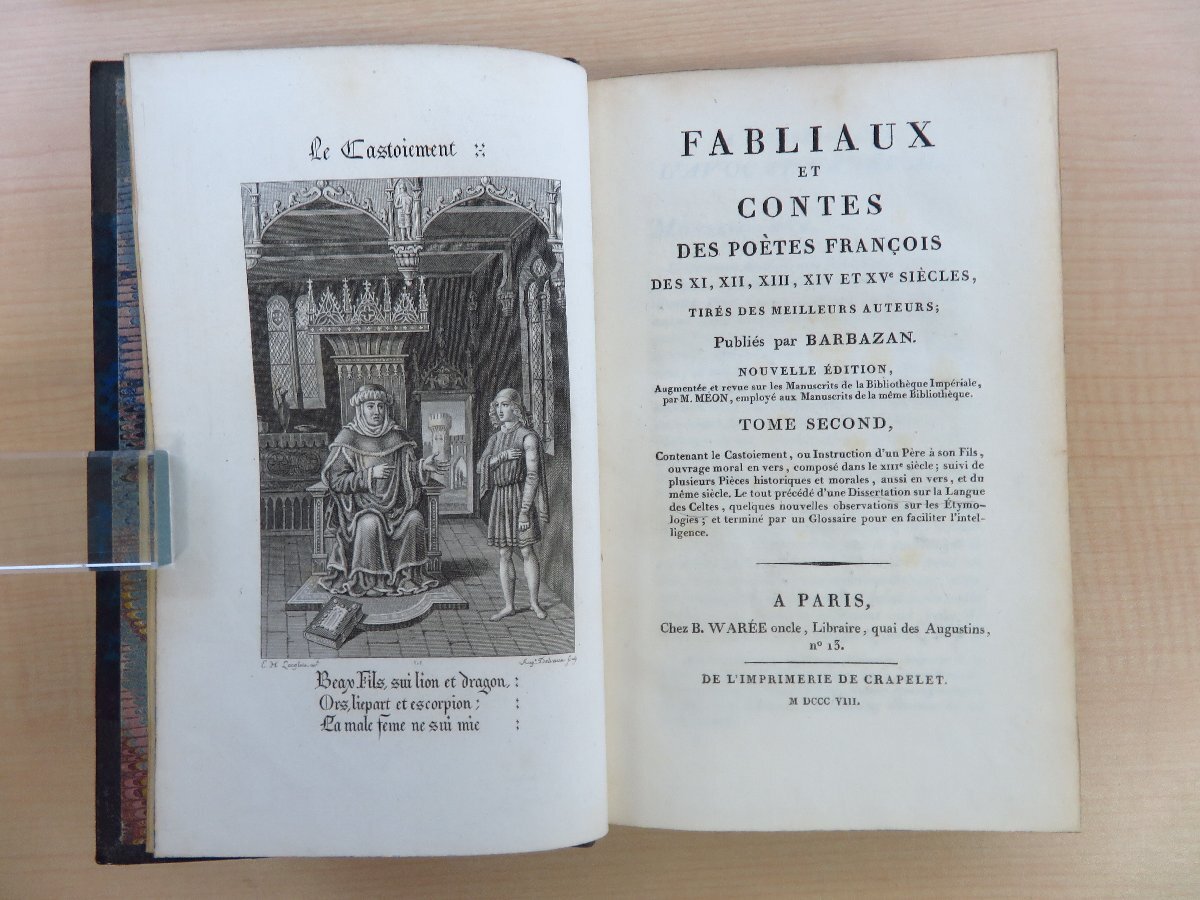 Le Castoiement
Beax Fils, sui lion et dragon,:
Ors, liepart et escorpion; :
La male feme ne sui mie :
FABLIAUX
ET
CONTES
DES POÈTES FRANÇOIS
DES XI, XII, XIII, XIV ET XVe SIÈCLES,
TIRÉS DES MEILLEURS AUTEURS;
Publiés par BARBAZAN.
NOUVELLE ÉDITION,
Augmentée et revue sur les Manuscrits de la Bibliothèque Impériale,
par M. MÉON, employé aux Manuscrits de la même Bibliothèque.
TOME SECOND,
Contenant le Castoiement, ou Instruction d'un Père à son Fils,
ouvrage moral en vers, composé dans le XIIIe siècle; suivi de
plusieurs Pièces historiques et morales, aussi en vers, et du
même siècle. Le tout précédé d'une Dissertation sur la Langue
des Celtes, quelques nouvelles observations sur les Étymo-
logies; et terminé par un Glossaire pour en faciliter l'intel-
ligence.
A PARIS,
Chez B. WARÉE oncle, Libraire, quai des Augustins,
n° 13.
DE L'IMPRIMERIE DE CRAPELET.
M DCCC VIII.